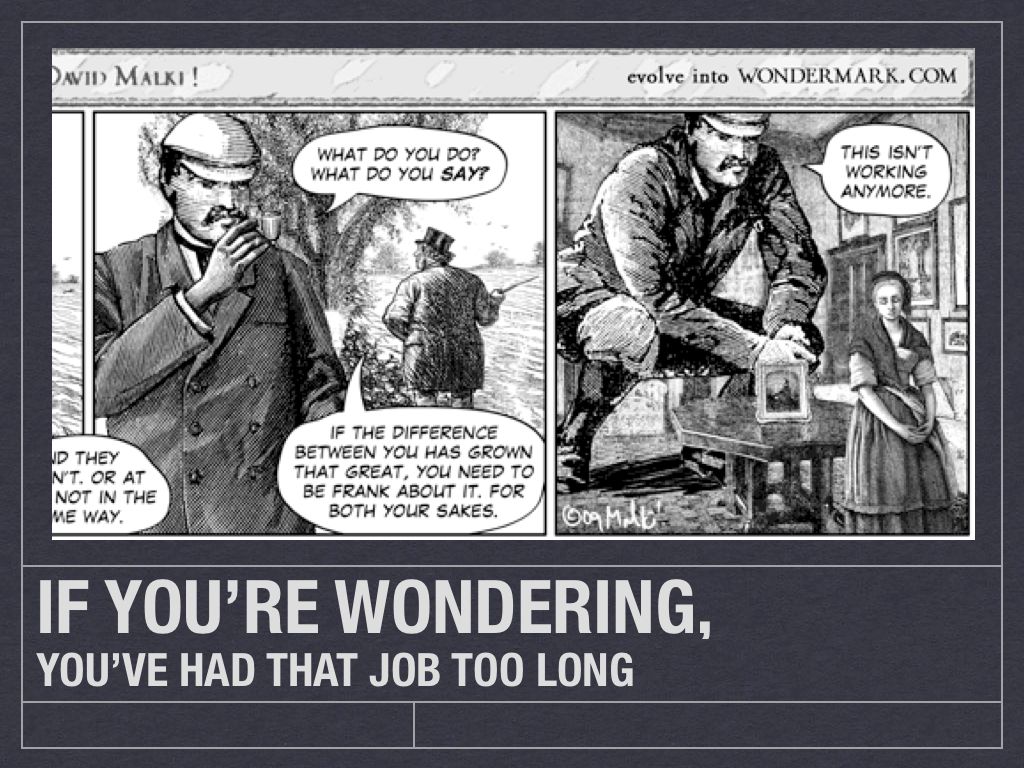 DAVID MALKI !
evolve into WONDERMARK.COM
WHAT DO YOU DO?
WHAT DO YOU SAY?
ND THEY
N'T. OR AT
NOT IN THE
ME WAY.
IF THE DIFFERENCE
BETWEEN YOU HAS GROWN
THAT GREAT, YOU NEED TO
BE FRANK ABOUT IT. FOR
BOTH YOUR SAKES.
THIS ISN'T
WORKING
ANYMORE.
©09 Malki!
IF YOU’RE WONDERING,
YOU’VE HAD THAT JOB TOO LONG